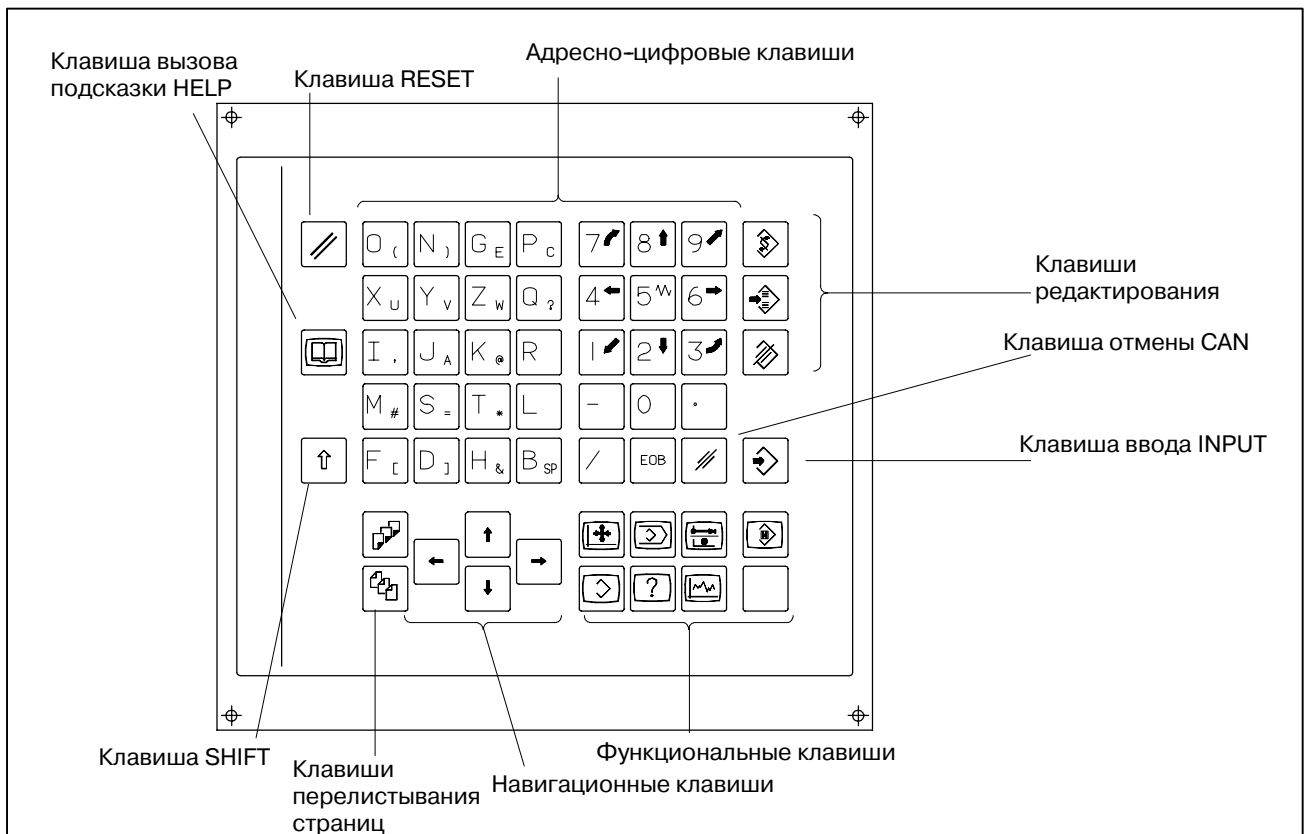 Клавиша вызова
подсказки HELP
Клавиша RESET
Адресно-цифровые клавиши
O (
N )
G E
P C
7
8
9
X U
Y V
Z W
Q ?
4
5
6
Клавиши
редактирования
I ,
J A
K @
R
1
2
3
Клавиша отмены CAN
M #
S =
T *
L
-
0
.
F [
D ]
H &
B SP
/
EOB
Клавиша ввода INPUT
?
Клавиша SHIFT
Клавиши
перелистывания
страниц
Навигационные клавиши
Функциональные клавиши